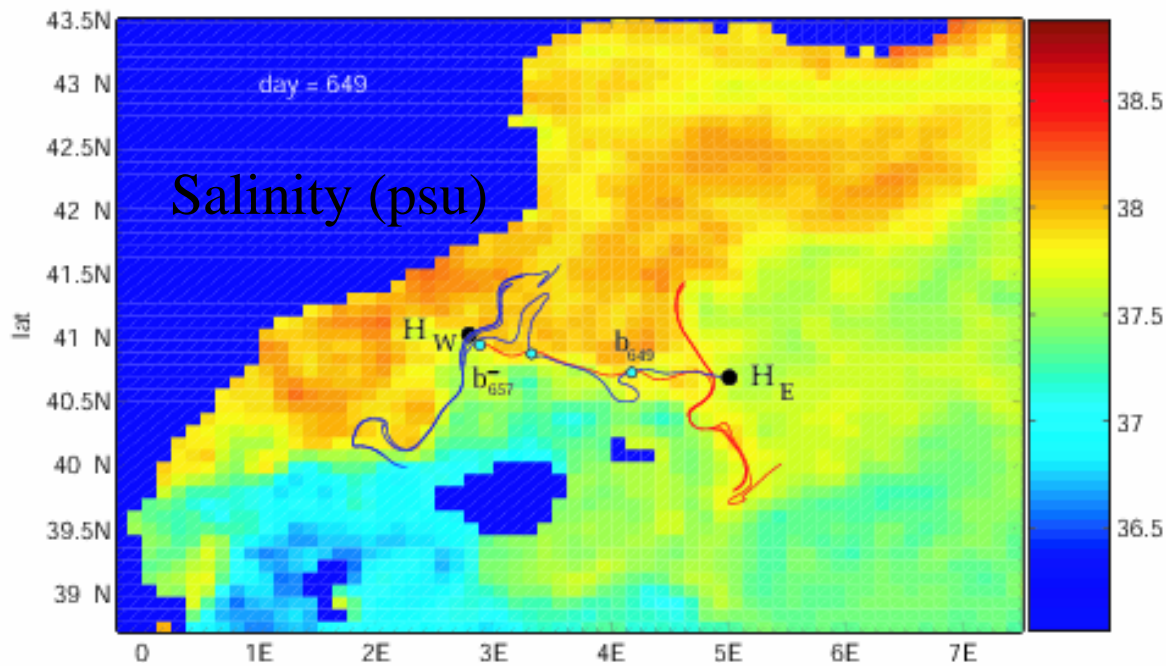 43.5N
43 N
42.5N
42 N
41.5N
41 N
40.5N
40 N
39.5N
39 N
lat
day = 649
Salinity (psu)
H W
b⁻657
b649
H E
0 1E 2E 3E 4E 5E 6E 7E
38.5
38
37.5
37
36.5